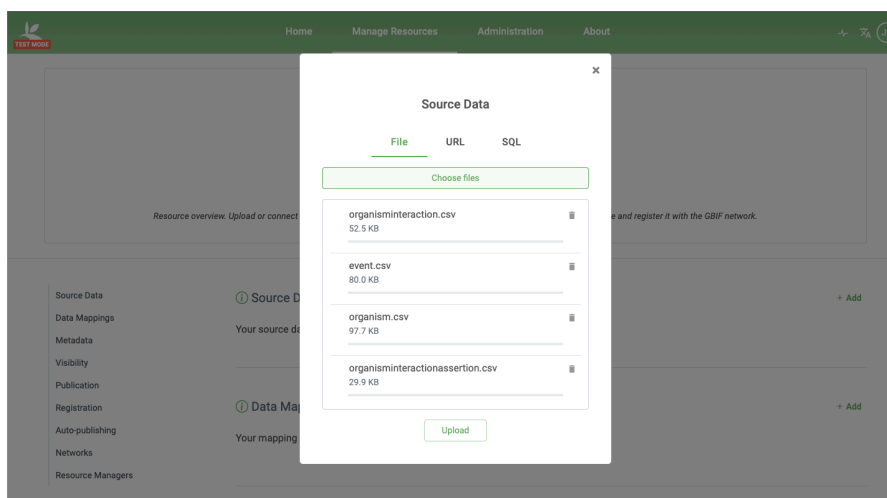 TEST MODE
Home Manage Resources Administration About
Source Data
File URL SQL
Choose files
Resource overview. Upload or connect
e and register it with the GBIF network.
organisminteraction.csv
52.5 KB
event.csv
80.0 KB
organism.csv
97.7 KB
organisminteractionassertion.csv
29.9 KB
Upload
Source Data
Data Mappings
Metadata
Visibility
Publication
Registration
Auto-publishing
Networks
Resource Managers
Source D
+ Add
Your source da
Data Map
+ Add
Your mapping